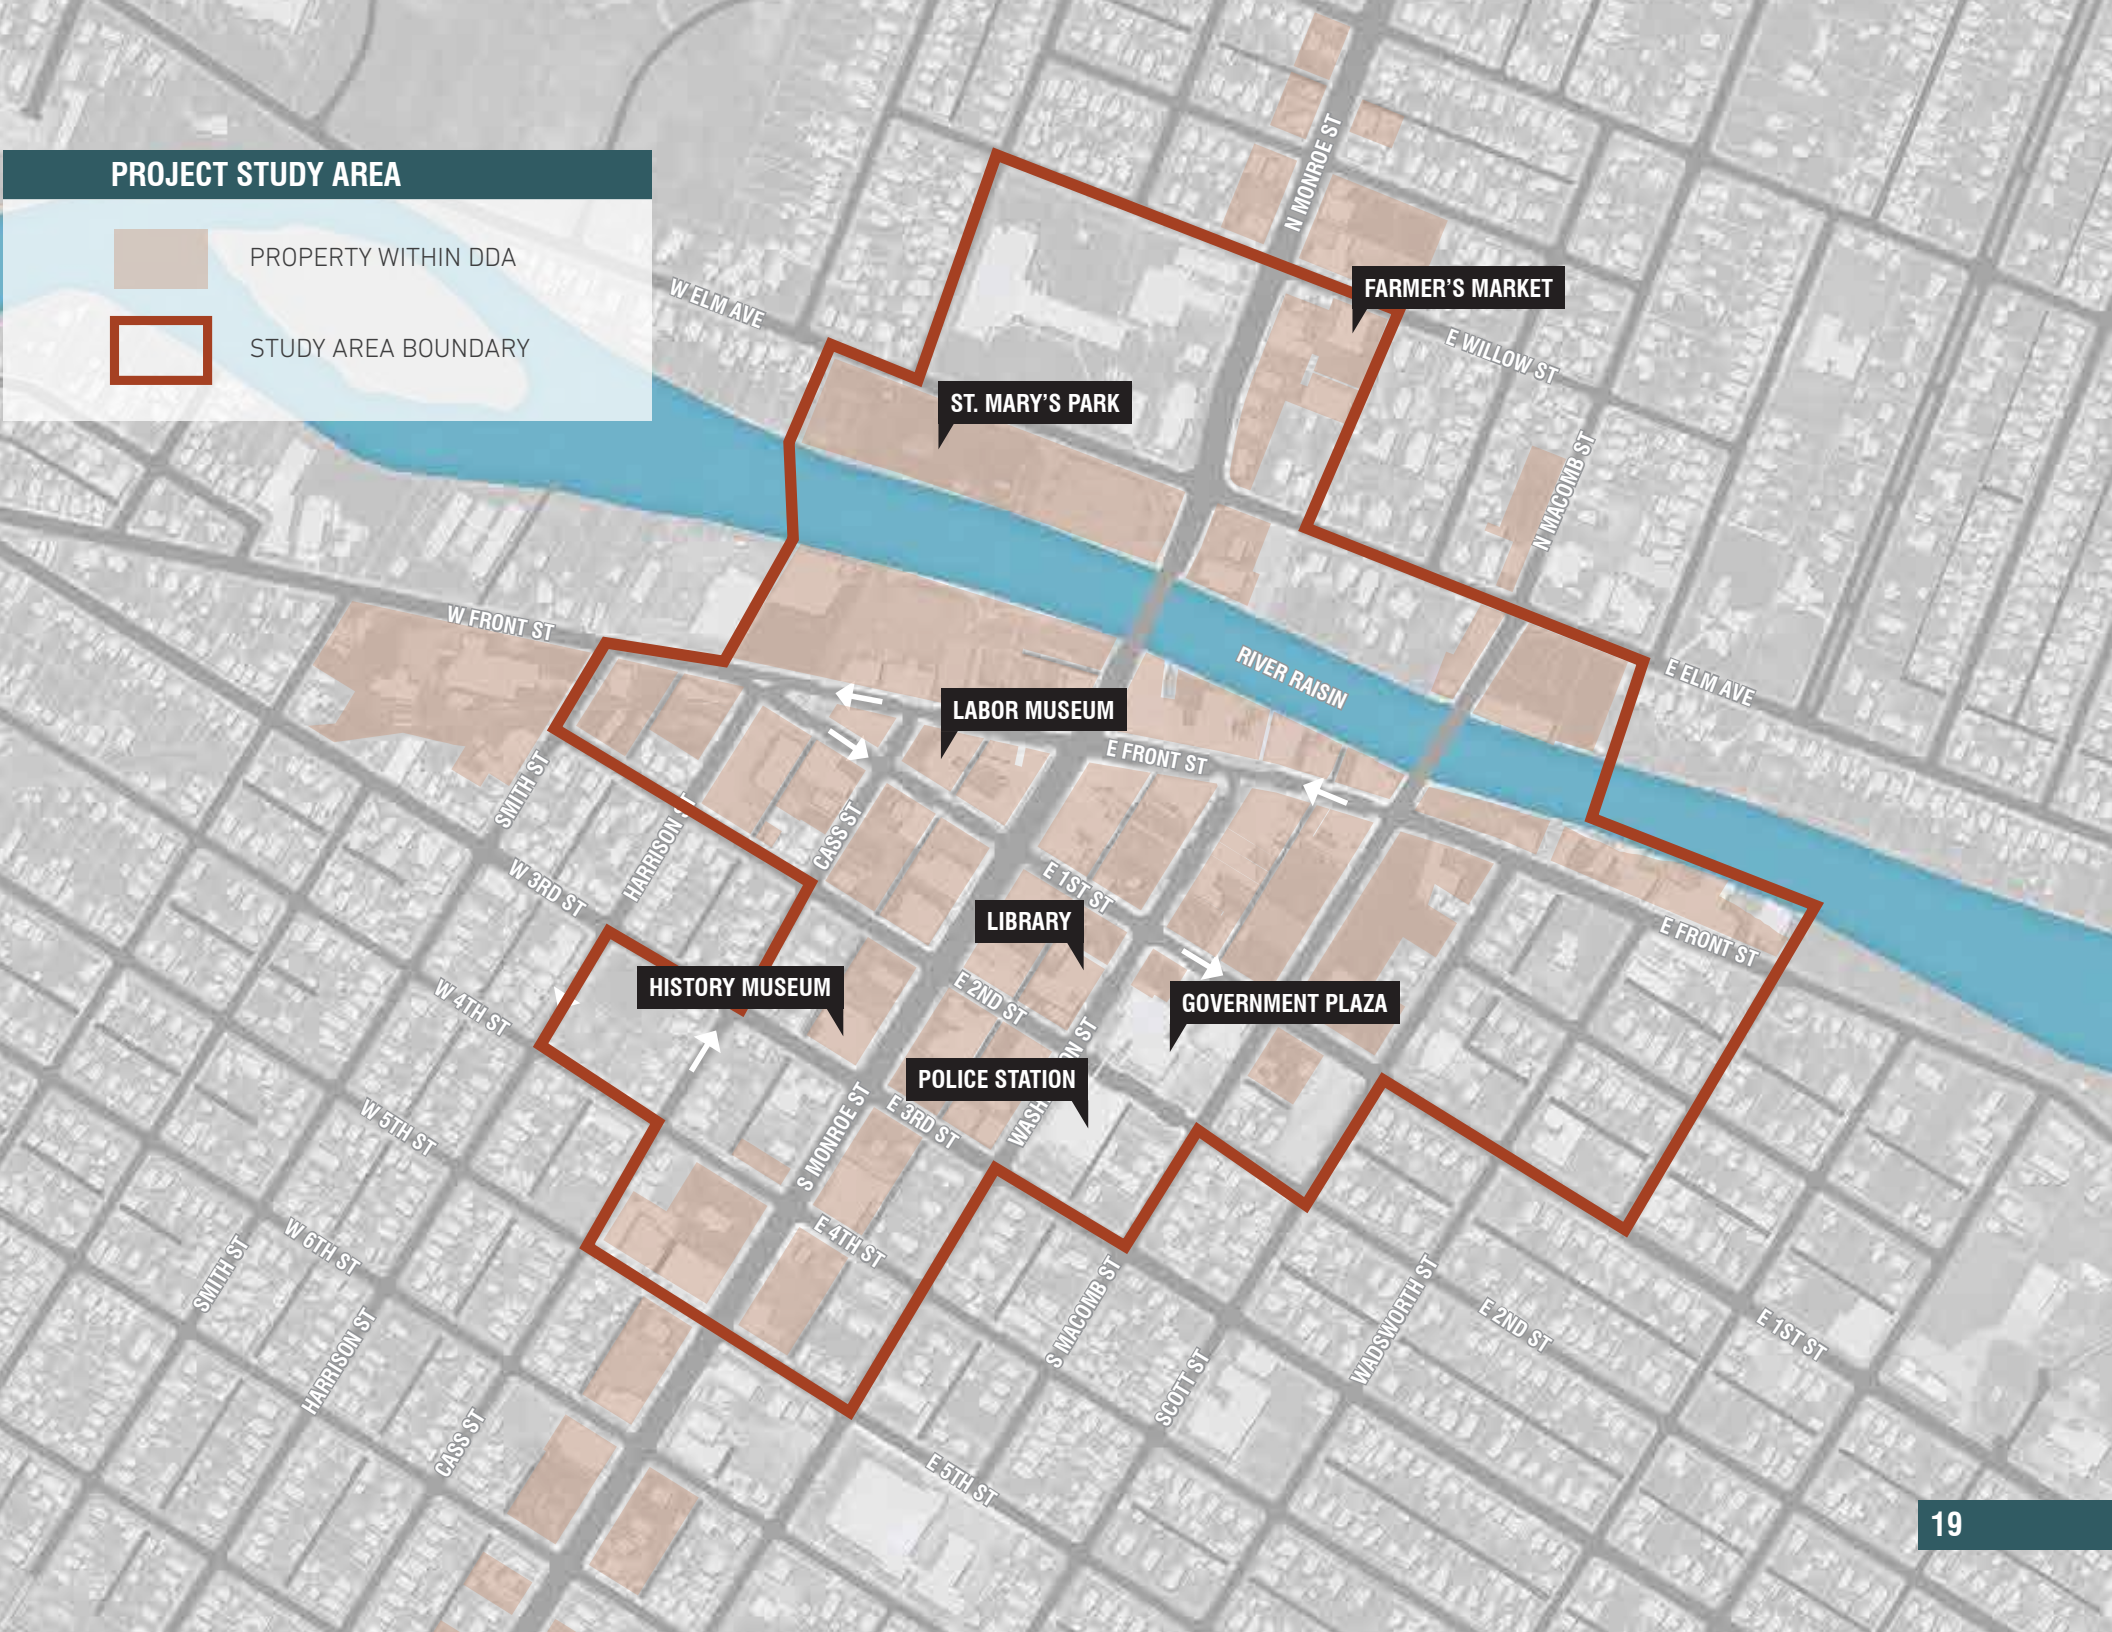 PROJECT STUDY AREA
PROPERTY WITHIN DDA
STUDY AREA BOUNDARY
N MONROE ST
W ELM AVE
FARMER'S MARKET
E WILLOW ST
ST. MARY'S PARK
N MACOMB ST
W FRONT ST
RIVER RAISIN
E ELM AVE
LABOR MUSEUM
E FRONT ST
SMITH ST
HARRISON ST
CASS ST
W 3RD ST
E 1ST ST
LIBRARY
E FRONT ST
HISTORY MUSEUM
E 2ND ST
GOVERNMENT PLAZA
W 4TH ST
POLICE STATION
W 5TH ST
S MONROE ST
E 3RD ST
W 6TH ST
E 4TH ST
SMITH ST
HARRISON ST
S MACOMB ST
SCOTT ST
WADSWORTH ST
E 2ND ST
E 1ST ST
CASS ST
E 5TH ST
19